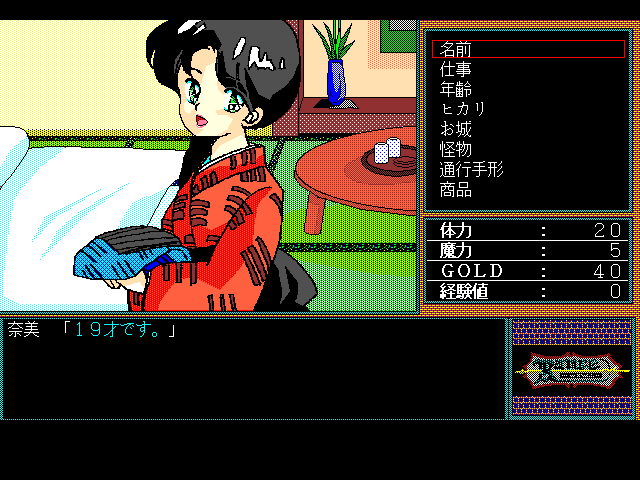 名前
仕事
年齢
ヒカリ
お城
怪物
通行手形
商品
体力 : 20
魔力 : 5
GOLD : 40
経験値 : 0
奈美 「19才です。」
Rance